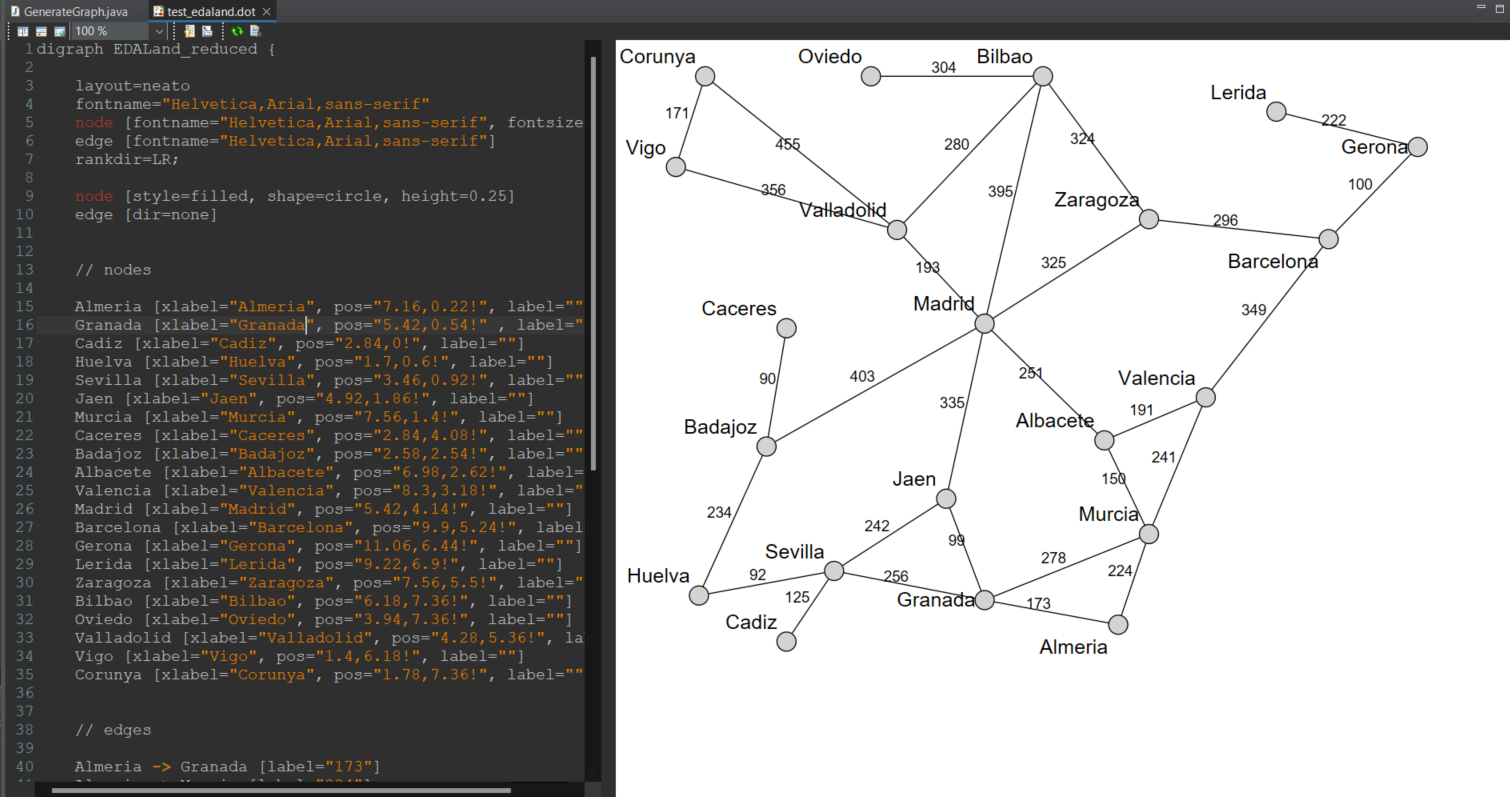 GenerateGraph.java
test_edaland.dot
100 %
1 digraph EDALand_reduced {
2
3 layout=neato
4 fontname="Helvetica,Arial,sans-serif"
5 node [fontname="Helvetica,Arial,sans-serif", fontsize
6 edge [fontname="Helvetica,Arial,sans-serif"]
7 rankdir=LR;
8
9 node [style=filled, shape=circle, height=0.25]
10 edge [dir=none]
11
12
13 // nodes
14
15 Almeria [xlabel="Almeria", pos="7.16,0.22!", label=""
16 Granada [xlabel="Granada", pos="5.42,0.54!" , label="
17 Cadiz [xlabel="Cadiz", pos="2.84,0!", label=""]
18 Huelva [xlabel="Huelva", pos="1.7,0.6!", label=""]
19 Sevilla [xlabel="Sevilla", pos="3.46,0.92!", label=""
20 Jaen [xlabel="Jaen", pos="4.92,1.86!", label=""]
21 Murcia [xlabel="Murcia", pos="7.56,1.4!", label=""]
22 Caceres [xlabel="Caceres", pos="2.84,4.08!", label=""
23 Badajoz [xlabel="Badajoz", pos="2.58,2.54!", label=""
24 Albacete [xlabel="Albacete", pos="6.98,2.62!", label=
25 Valencia [xlabel="Valencia", pos="8.3,3.18!", label="
26 Madrid [xlabel="Madrid", pos="5.42,4.14!", label=""]
27 Barcelona [xlabel="Barcelona", pos="9.9,5.24!", label
28 Gerona [xlabel="Gerona", pos="11.06,6.44!", label=""]
29 Lerida [xlabel="Lerida", pos="9.22,6.9!", label=""]
30 Zaragoza [xlabel="Zaragoza", pos="7.56,5.5!", label="
31 Bilbao [xlabel="Bilbao", pos="6.18,7.36!", label=""]
32 Oviedo [xlabel="Oviedo", pos="3.94,7.36!", label=""]
33 Valladolid [xlabel="Valladolid", pos="4.28,5.36!", la
34 Vigo [xlabel="Vigo", pos="1.4,6.18!", label=""]
35 Corunya [xlabel="Corunya", pos="1.78,7.36!", label=""
36
37
38 // edges
39
40 Almeria -> Granada [label="173"]
Corunya
Oviedo
304
Bilbao
Lerida
222
171
455
280
324
Vigo
Gerona
356
395
100
Valladolid
Zaragoza
296
193
325
Barcelona
Caceres
Madrid
349
90
403
251
Valencia
335
191
Badajoz
Albacete
241
Jaen
150
234
242
Murcia
99
Sevilla
278
Huelva
92
256
224
125
Granada
173
Cadiz
Almeria